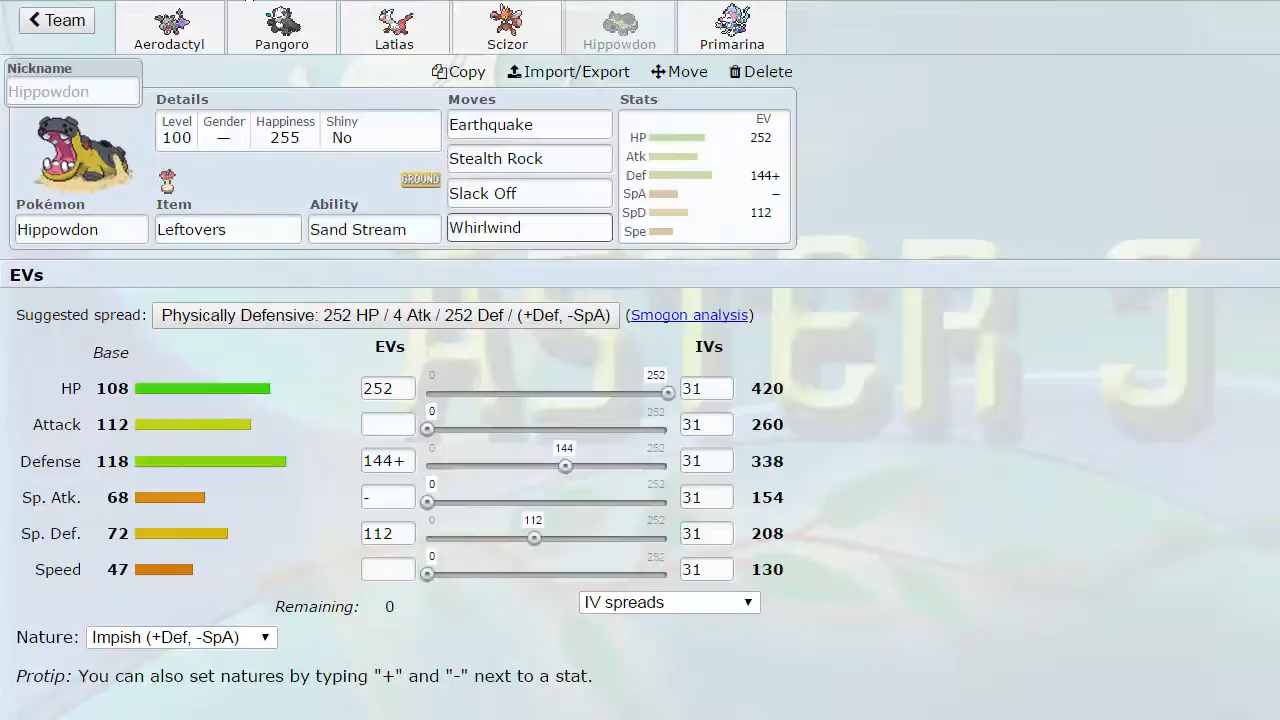 Team
Aerodactyl Pangoro Latias Scizor Hippowdon Primarina
Copy Import/Export Move Delete
Nickname
Hippowdon
Details Moves Stats
Level Gender Happiness Shiny
100 — 255 No
Earthquake
Stealth Rock
Slack Off
Whirlwind
EV
HP 252
Atk
Def 144+
SpA –
SpD 112
Spe
GROUND
Pokémon Item Ability
Hippowdon Leftovers Sand Stream
EVs
ASTER J
Suggested spread: Physically Defensive: 252 HP / 4 Atk / 252 Def / (+Def, -SpA) (Smogon analysis)
Base EVs IVs
HP 108 252 0 252 31 420
Attack 112 0 252 31 260
Defense 118 144+ 0 144 252 31 338
Sp. Atk. 68 - 0 252 31 154
Sp. Def. 72 112 0 112 252 31 208
Speed 47 0 252 31 130
Remaining: 0 IV spreads
Nature: Impish (+Def, -SpA)
Protip: You can also set natures by typing "+" and "-" next to a stat.